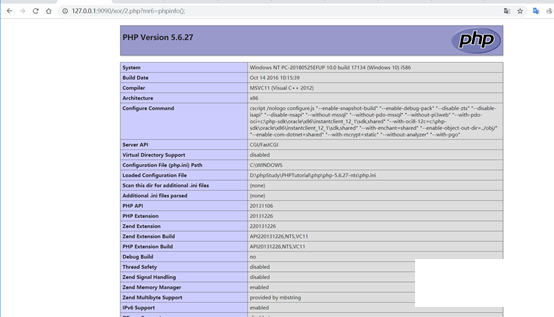 127.0.0.1:9090/xor/2.php?mr6=phpinfo();
PHP Version 5.6.27
php
System Windows NT PC-20180525EFUP 10.0 build 17134 (Windows 10) i586
Build Date Oct 14 2016 10:15:39
Compiler MSVC11 (Visual C++ 2012)
Architecture x86
Configure Command cscript /nologo configure.js "--enable-snapshot-build" "--enable-debug-pack" "--disable-zts" "--disable-
isapi" "--disable-nsapi" "--without-mssql" "--without-pdo-mssql" "--without-pi3web" "--with-pdo-
oci=c:\php-sdk\oracle\x86\instantclient_12_1\sdk,shared" "--with-oci8-12c=c:\php-
sdk\oracle\x86\instantclient_12_1\sdk,shared" "--with-enchant=shared" "--enable-object-out-dir=../obj/"
"--enable-com-dotnet=shared" "--with-mcrypt=static" "--without-analyzer" "--with-pgo"
Server API CGI/FastCGI
Virtual Directory Support disabled
Configuration File (php.ini) Path C:\WINDOWS
Loaded Configuration File D:\phpStudy\PHPTutorial\php\php-5.6.27-nts\php.ini
Scan this dir for additional .ini files (none)
Additional .ini files parsed (none)
PHP API 20131106
PHP Extension 20131226
Zend Extension 220131226
Zend Extension Build API220131226,NTS,VC11
PHP Extension Build API20131226,NTS,VC11
Debug Build no
Thread Safety disabled
Zend Signal Handling disabled
Zend Memory Manager enabled
Zend Multibyte Support provided by mbstring
IPv6 Support enabled